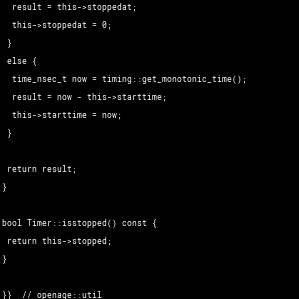 result = this->stoppedat;
this->stoppedat = 0;
}
else {
time_nsec_t now = timing::get_monotonic_time();
result = now - this->starttime;
this->starttime = now;
}
return result;
}
bool Timer::isstopped() const {
return this->stopped;
}
}} // openage::util